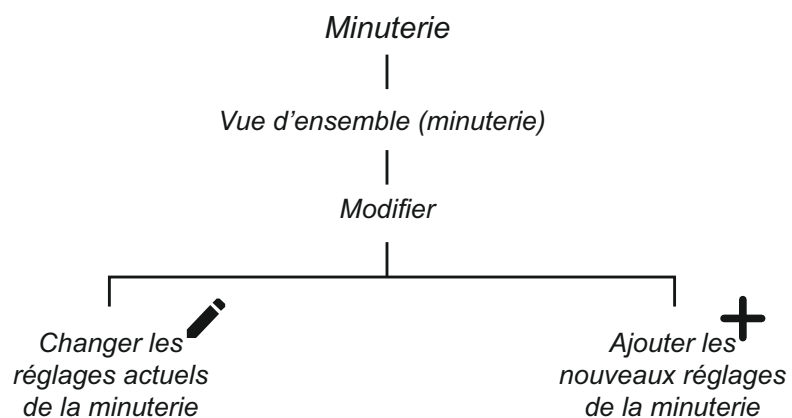 Minuterie
Vue d'ensemble (minuterie)
Modifier
Changer les
réglages actuels
de la minuterie
Ajouter les
nouveaux réglages
de la minuterie